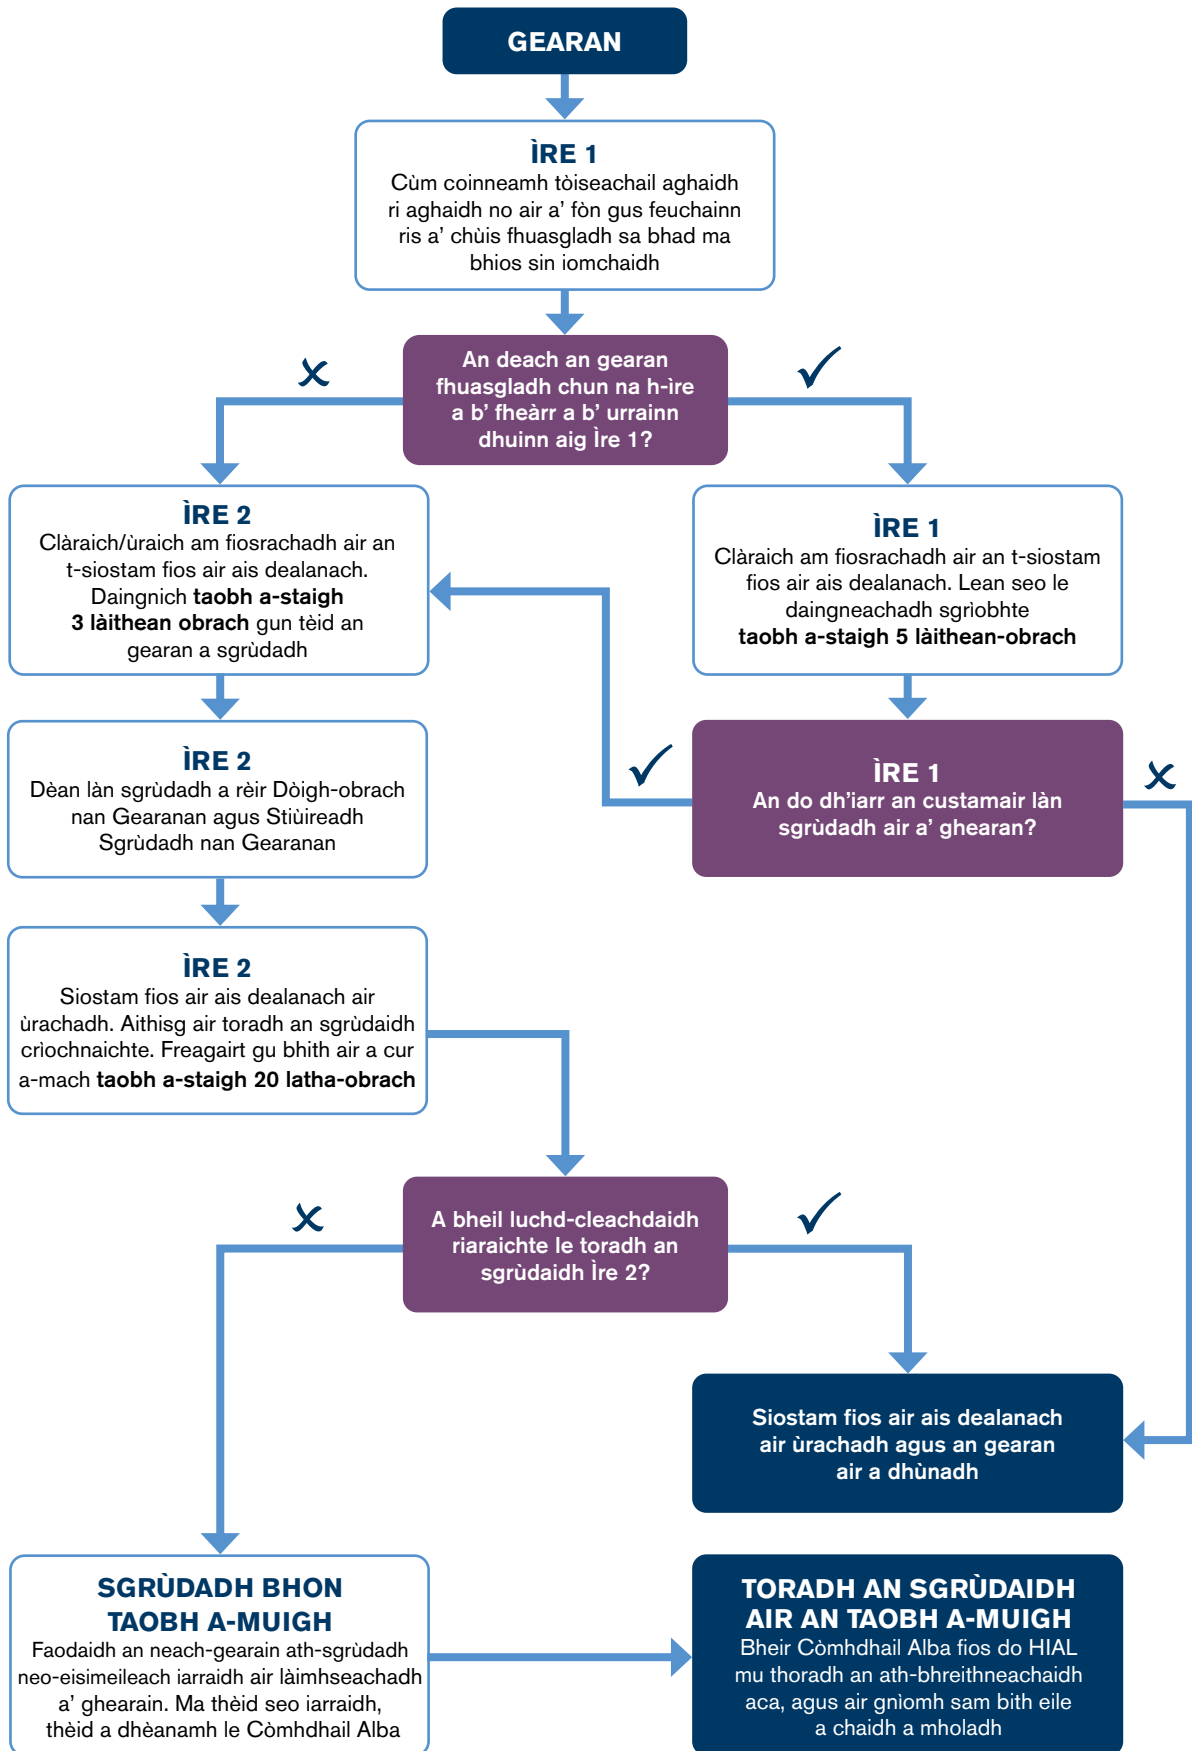 GEARAN
ÌRE 1
Cùm coinneamh tòiseachail aghaidh
ri aghaidh no air a' fòn gus feuchainn
ris a' chùis fhuasgladh sa bhad ma
bhios sin iomchaidh
An deach an gearan
fhuasgladh chun na h-ìre
a b' fheàrr a b' urrainn
dhuinn aig Ìre 1?
ÌRE 2
Clàraich/ùraich am fiosrachadh air an
t-siostam fios air ais dealanach.
Daingnich taobh a-staigh
3 làithean obrach gun tèid an
gearan a sgrùdadh
ÌRE 1
Clàraich am fiosrachadh air an t-siostam
fios air ais dealanach. Lean seo le
daingneachadh sgrìobhte
taobh a-staigh 5 làithean-obrach
ÌRE 2
Dèan làn sgrùdadh a rèir Dòigh-obrach
nan Gearanan agus Stiùireadh
Sgrùdadh nan Gearanan
ÌRE 1
An do dh'iarr an custamair làn
sgrùdadh air a' ghearan?
ÌRE 2
Siostam fios air ais dealanach air
ùrachadh. Aithisg air toradh an sgrùdaidh
crìochnaichte. Freagairt gu bhith air a cur
a-mach taobh a-staigh 20 latha-obrach
A bheil luchd-cleachdaidh
riaraichte le toradh an
sgrùdaidh Ìre 2?
Siostam fios air ais dealanach
air ùrachadh agus an gearan
air a dhùnadh
SGRÙDADH BHON
TAOBH A-MUIGH
Faodaidh an neach-gearain ath-sgrùdadh
neo-eisimeileach iarraidh air làimhseachadh
a' ghearain. Ma thèid seo iarraidh,
thèid a dhèanamh le Còmhdhail Alba
TORADH AN SGRÙDAIDH
AIR AN TAOBH A-MUIGH
Bheir Còmhdhail Alba fios do HIAL
mu thoradh an ath-bhreithneachaidh
aca, agus air gnìomh sam bith eile
a chaidh a mholadh